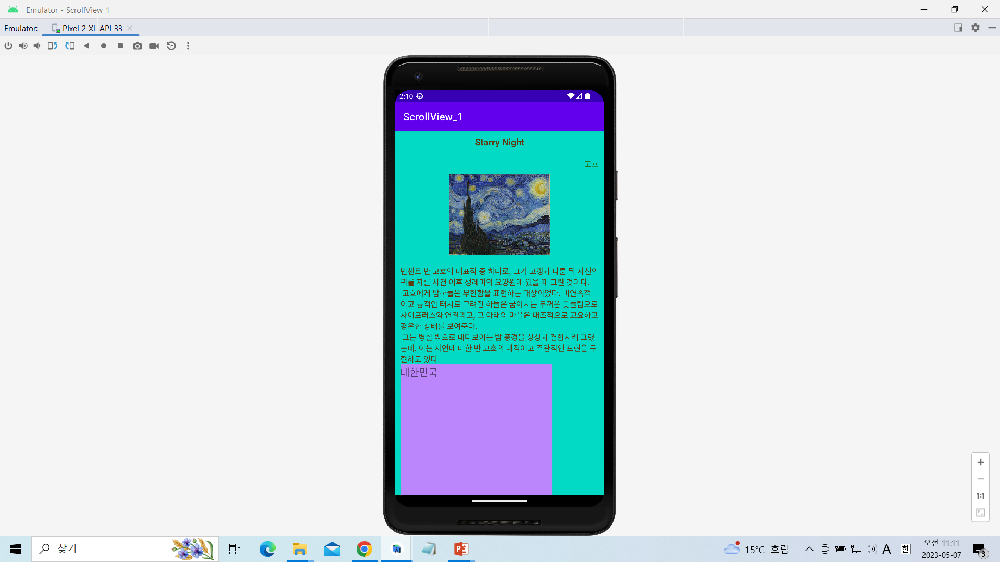 Emulator - ScrollView_1
Emulator: Pixel 2 XL API 33
2:10
ScrollView_1
Starry Night
고흐
빈센트 반 고흐의 대표작 중 하나로, 그가 고갱과 다툰 뒤 자신의
귀를 자른 사건 이후 생레미의 요양원에 있을 때 그린 것이다.
고흐에게 밤하늘은 무한함을 표현하는 대상이었다. 비연속적
이고 동적인 터치로 그려진 하늘은 굽이치는 두꺼운 붓놀림으로
사이프러스와 연결괴고, 그 아래의 마을은 대조적으로 고요하고
평온한 상태를 보여준다.
그는 병실 밖으로 내다보이는 밤 풍경을 상상과 결합시켜 그렸
는데, 이는 자연에 대한 반 고흐의 내적이고 주관적인 표현을 구
현하고 있다.
대한민국
1:1
찾기
15°C 흐림
A
한
오전 11:11
2023-05-07
3